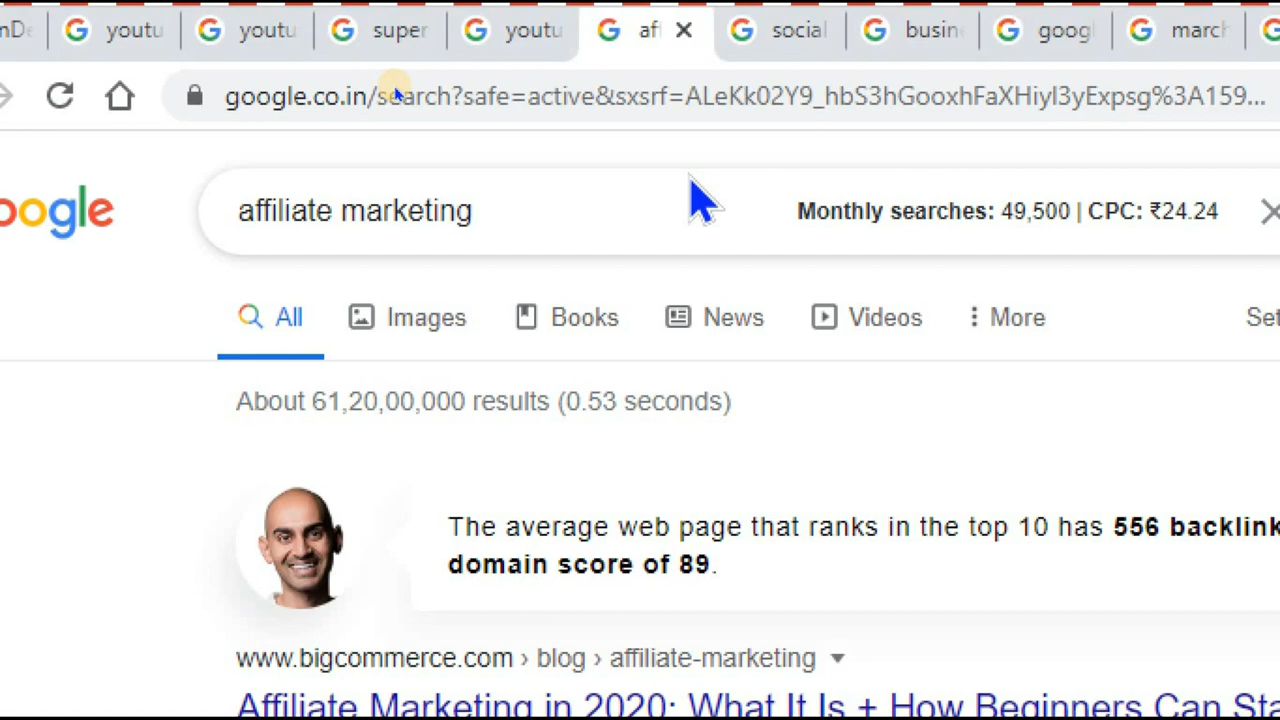 youtu youtu super youtu af social busin goog march
google.co.in/search?safe=active&sxsrf=ALeKk02Y9_hbS3hGooxhFaXHiyI3yExpsg%3A159...
oogle
affiliate marketing Monthly searches: 49,500 | CPC: ₹24.24
All Images Books News Videos More Set
About 61,20,00,000 results (0.53 seconds)
The average web page that ranks in the top 10 has 556 backlink
domain score of 89.
www.bigcommerce.com › blog › affiliate-marketing
Affiliate Marketing in 2020: What It Is + How Beginners Can Sta